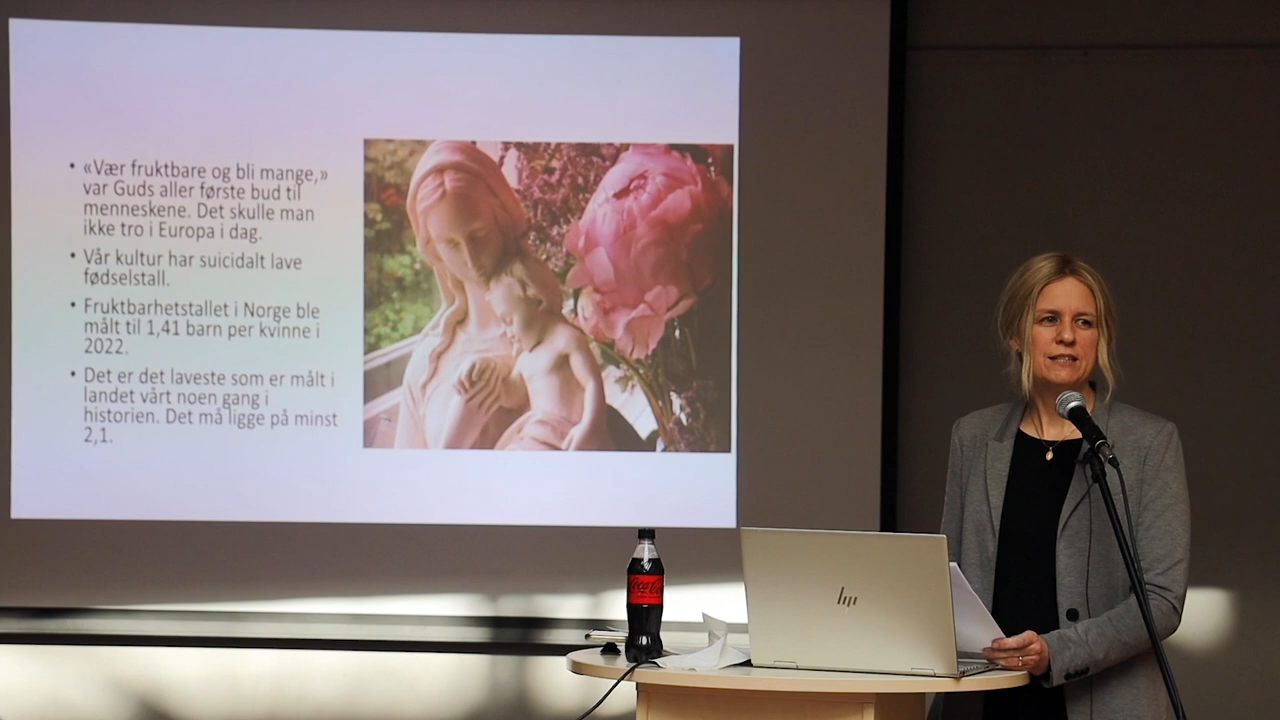 • «Vær fruktbare og bli mange,»
var Guds aller første bud til
menneskene. Det skulle man
ikke tro i Europa i dag.
• Vår kultur har suicidalt lave
fødselstall.
• Fruktbarhetstallet i Norge ble
målt til 1,41 barn per kvinne i
2022.
• Det er det laveste som er målt i
landet vårt noen gang i
historien. Det må ligge på minst
2,1.
Coca-Cola
hp